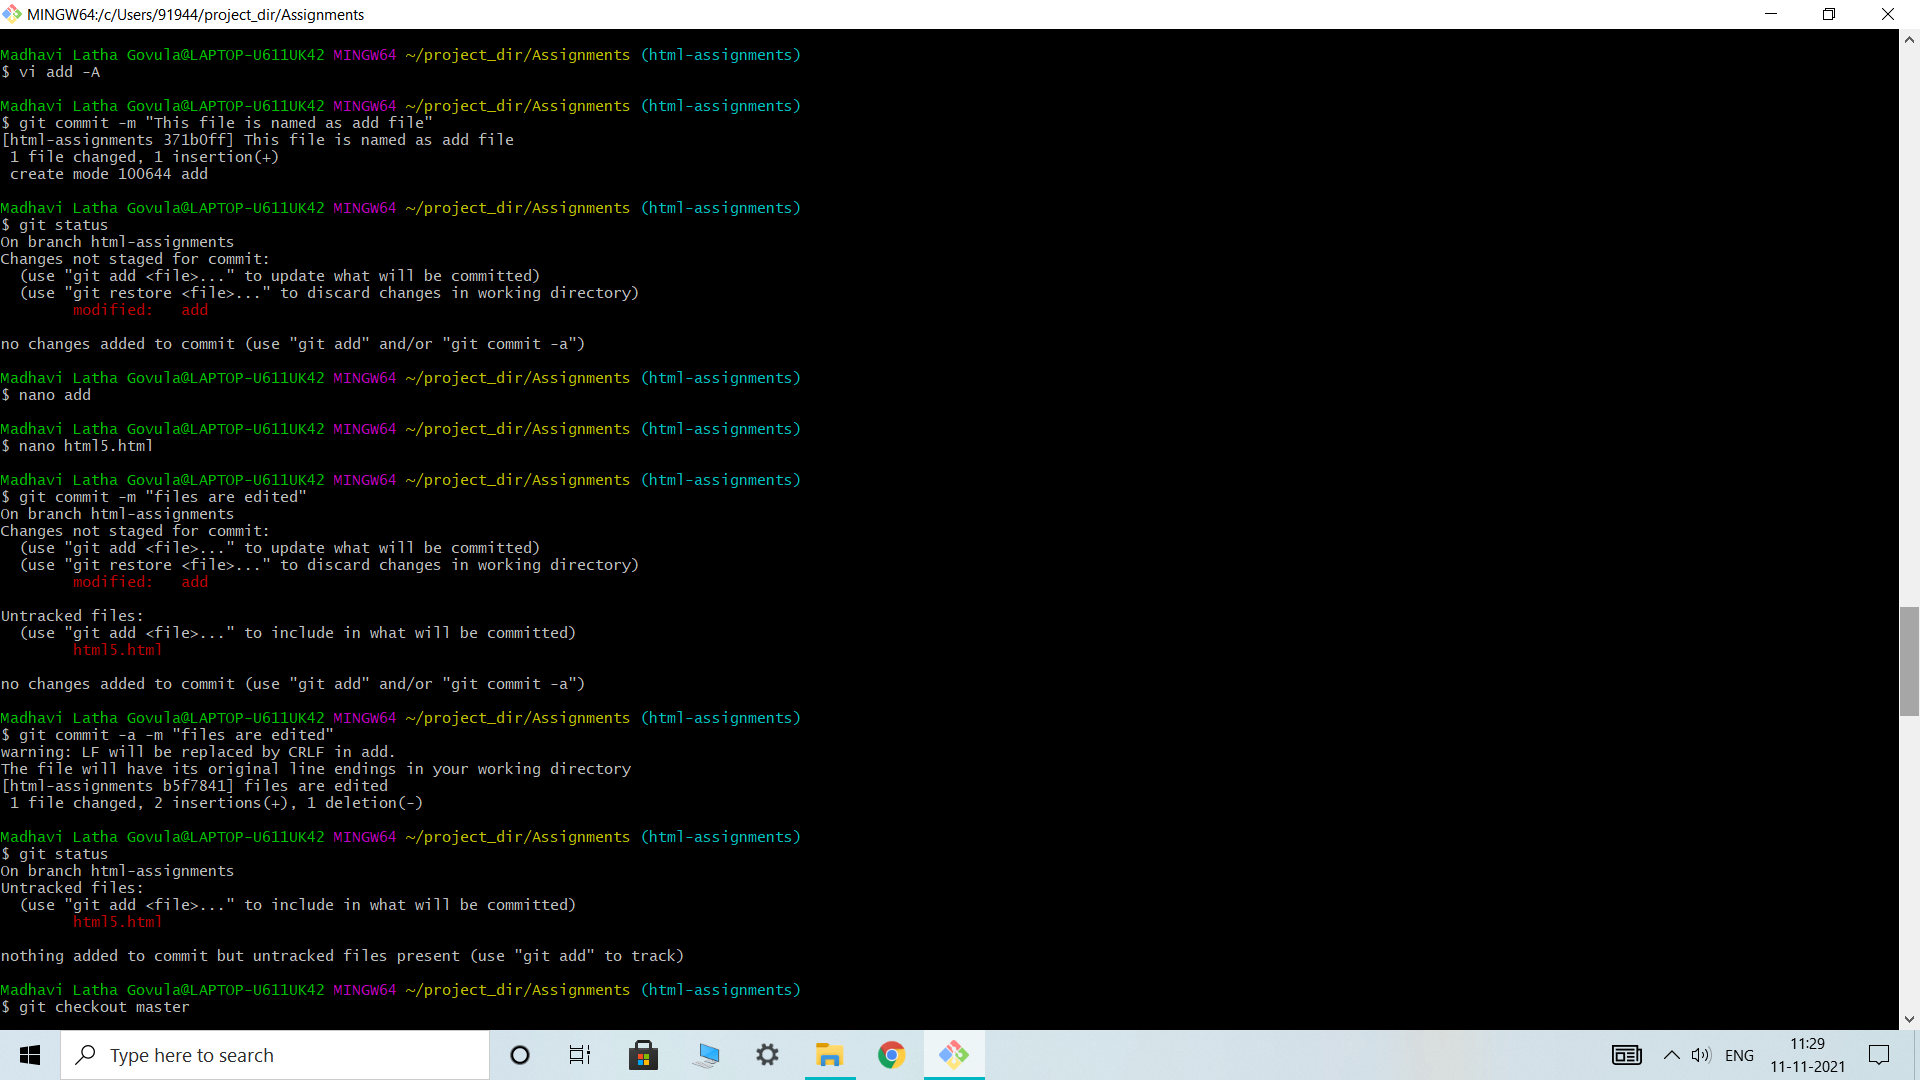 MINGW64:/c/Users/91944/project_dir/Assignments
Madhavi Latha Govula@LAPTOP-U611UK42 MINGW64 ~/project_dir/Assignments (html-assignments)
$ vi add -A
Madhavi Latha Govula@LAPTOP-U611UK42 MINGW64 ~/project_dir/Assignments (html-assignments)
$ git commit -m "This file is named as add file"
[html-assignments 371b0ff] This file is named as add file
 1 file changed, 1 insertion(+)
 create mode 100644 add
Madhavi Latha Govula@LAPTOP-U611UK42 MINGW64 ~/project_dir/Assignments (html-assignments)
$ git status
On branch html-assignments
Changes not staged for commit:
  (use "git add <file>..." to update what will be committed)
  (use "git restore <file>..." to discard changes in working directory)
        modified:   add
no changes added to commit (use "git add" and/or "git commit -a")
Madhavi Latha Govula@LAPTOP-U611UK42 MINGW64 ~/project_dir/Assignments (html-assignments)
$ nano add
Madhavi Latha Govula@LAPTOP-U611UK42 MINGW64 ~/project_dir/Assignments (html-assignments)
$ nano html5.html
Madhavi Latha Govula@LAPTOP-U611UK42 MINGW64 ~/project_dir/Assignments (html-assignments)
$ git commit -m "files are edited"
On branch html-assignments
Changes not staged for commit:
  (use "git add <file>..." to update what will be committed)
  (use "git restore <file>..." to discard changes in working directory)
        modified:   add
Untracked files:
  (use "git add <file>..." to include in what will be committed)
        html5.html
no changes added to commit (use "git add" and/or "git commit -a")
Madhavi Latha Govula@LAPTOP-U611UK42 MINGW64 ~/project_dir/Assignments (html-assignments)
$ git commit -a -m "files are edited"
warning: LF will be replaced by CRLF in add.
The file will have its original line endings in your working directory
[html-assignments b5f7841] files are edited
 1 file changed, 2 insertions(+), 1 deletion(-)
Madhavi Latha Govula@LAPTOP-U611UK42 MINGW64 ~/project_dir/Assignments (html-assignments)
$ git status
On branch html-assignments
Untracked files:
  (use "git add <file>..." to include in what will be committed)
        html5.html
nothing added to commit but untracked files present (use "git add" to track)
Madhavi Latha Govula@LAPTOP-U611UK42 MINGW64 ~/project_dir/Assignments (html-assignments)
$ git checkout master
Type here to search
ENG
11:29
11-11-2021